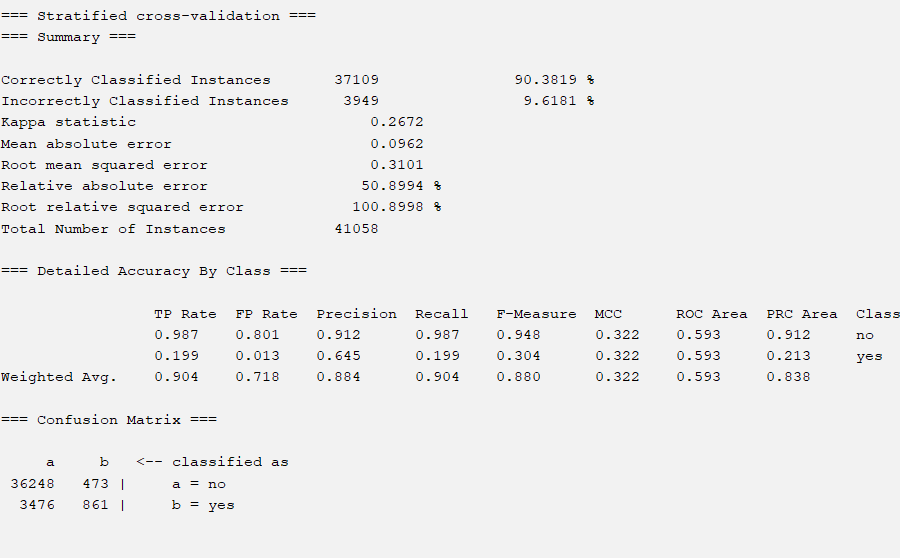 === Stratified cross-validation ===
=== Summary ===
Correctly Classified Instances 37109 90.3819 %
Incorrectly Classified Instances 3949 9.6181 %
Kappa statistic 0.2672
Mean absolute error 0.0962
Root mean squared error 0.3101
Relative absolute error 50.8994 %
Root relative squared error 100.8998 %
Total Number of Instances 41058
=== Detailed Accuracy By Class ===
TP Rate FP Rate Precision Recall F-Measure MCC ROC Area PRC Area Class
0.987 0.801 0.912 0.987 0.948 0.322 0.593 0.912 no
0.199 0.013 0.645 0.199 0.304 0.322 0.593 0.213 yes
Weighted Avg. 0.904 0.718 0.884 0.904 0.880 0.322 0.593 0.838
=== Confusion Matrix ===
a b <-- classified as
36248 473 | a = no
3476 861 | b = yes